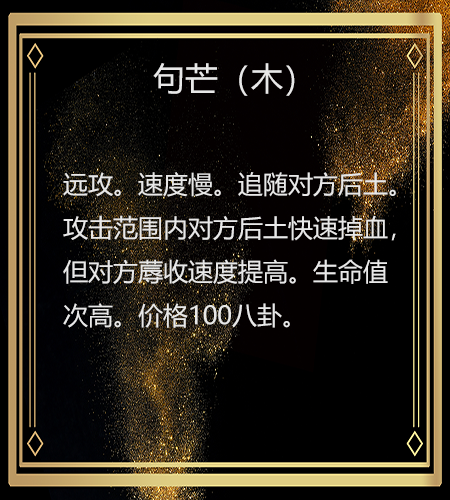 句芒（木）
远攻。速度慢。追随对方后土。
攻击范围内对方后土快速掉血，
但对方蓐收速度提高。生命值
次高。价格100八卦。